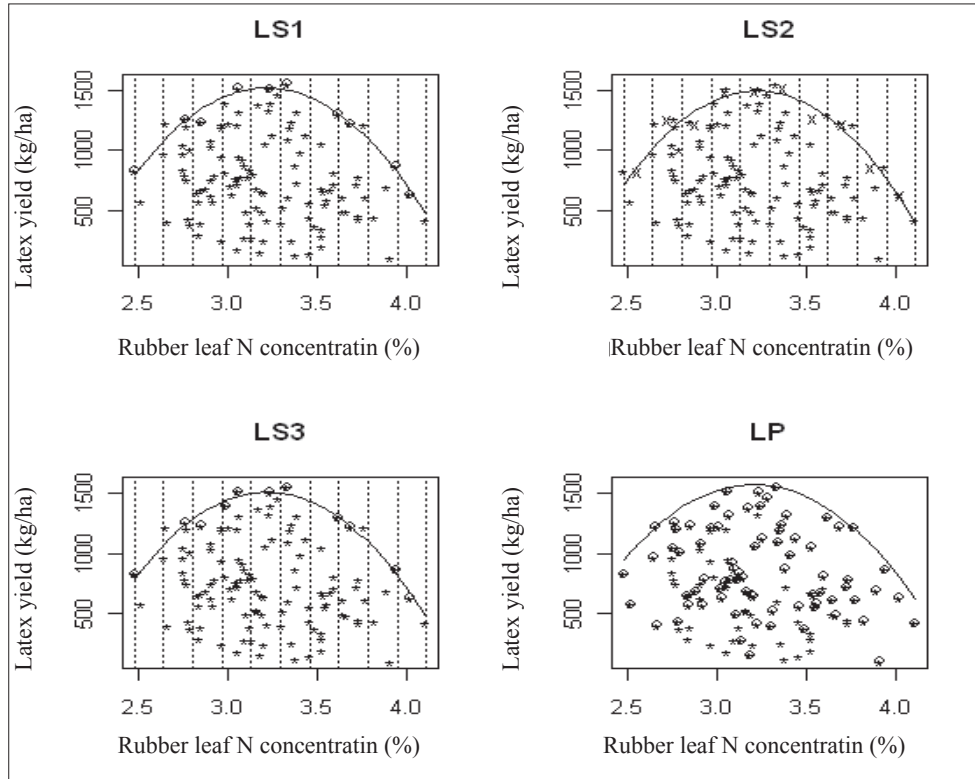 LS1
LS2
1500
1000
500
Latex yield (kg/ha)
2.5 3.0 3.5 4.0
Rubber leaf N concentratin (%)
1500
1000
500
Latex yield (kg/ha)
2.5 3.0 3.5 4.0
Rubber leaf N concentratin (%)
LS3
LP
1500
1000
500
Latex yield (kg/ha)
2.5 3.0 3.5 4.0
Rubber leaf N concentratin (%)
1500
1000
500
Latex yield (kg/ha)
2.5 3.0 3.5 4.0
Rubber leaf N concentratin (%)